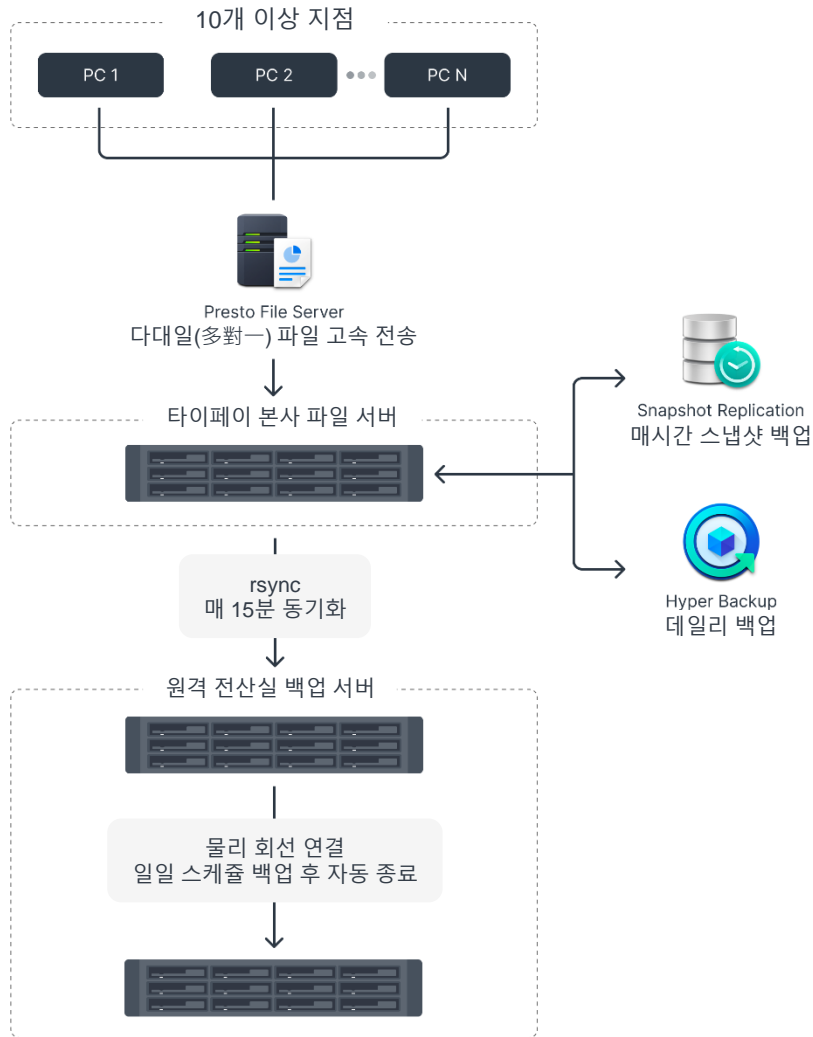 10개 이상 지점
PC 1
PC 2
PC N
Presto File Server
다대일(多對一) 파일 고속 전송
타이페이 본사 파일 서버
Snapshot Replication
매시간 스냅샷 백업
Hyper Backup
데일리 백업
rsync
매 15분 동기화
원격 전산실 백업 서버
물리 회선 연결
일일 스케쥴 백업 후 자동 종료